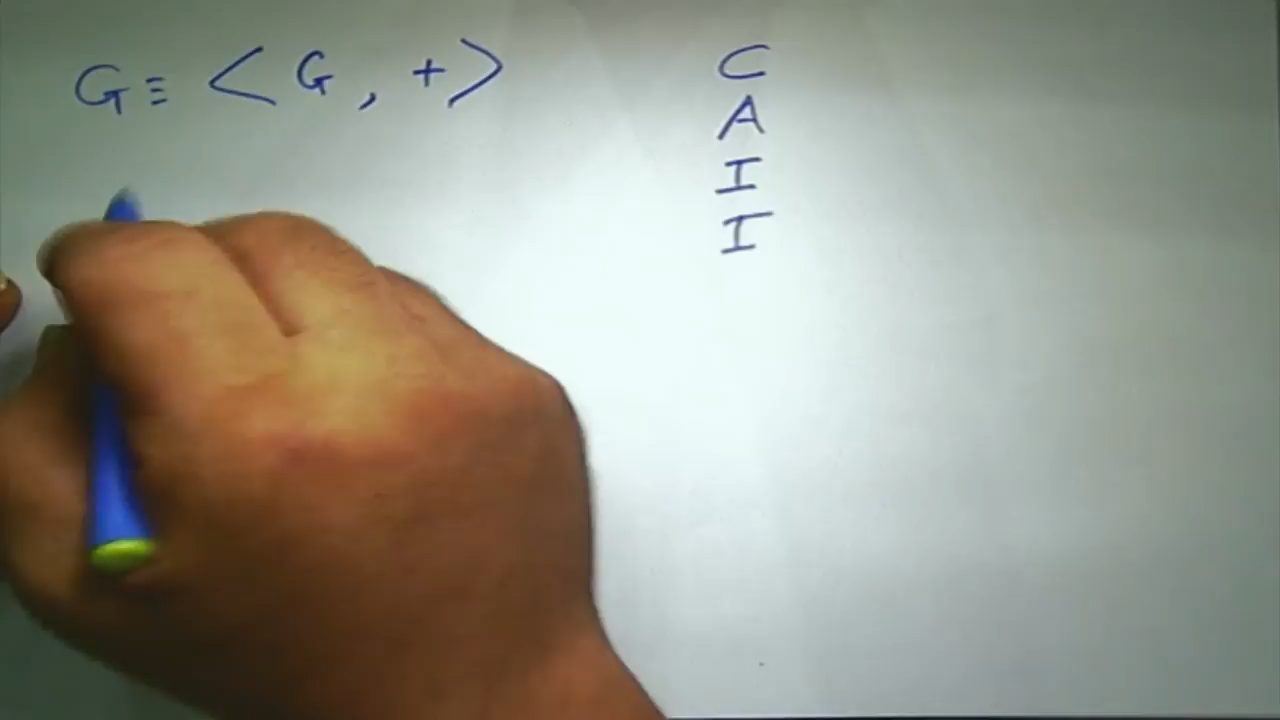 G ≡ < G , + >
C
A
I
I